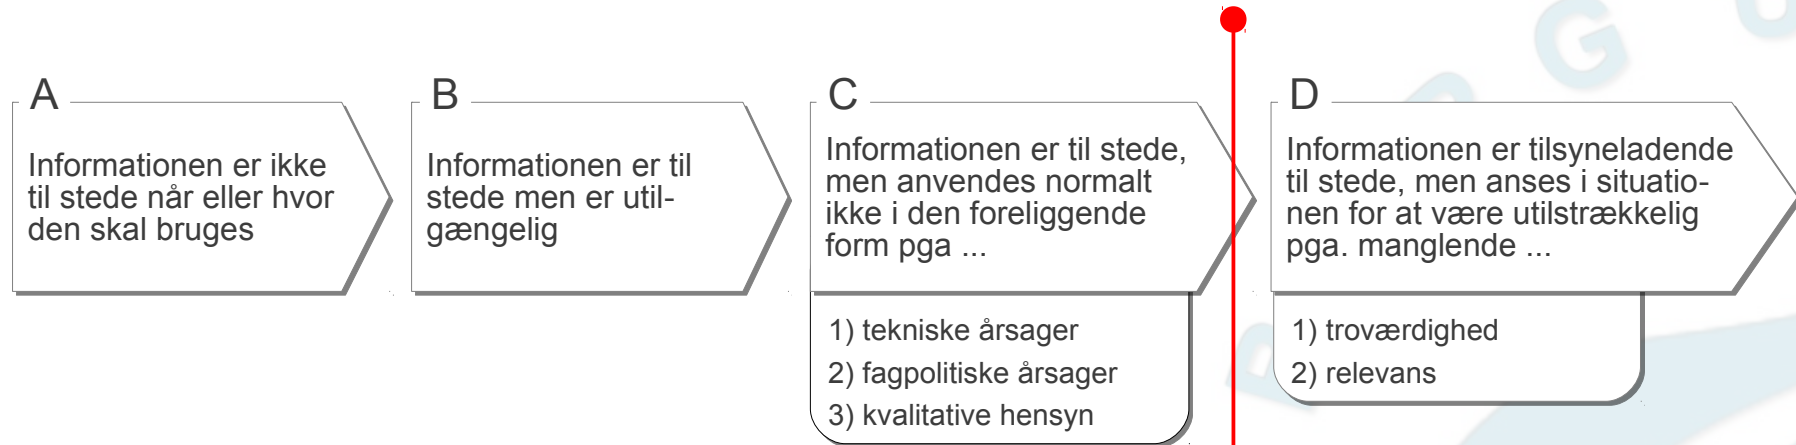 A
Informationen er ikke
til stede når eller hvor
den skal bruges
B
Informationen er til
stede men er util-
gængelig
C
Informationen er til stede,
men anvendes normalt
ikke i den foreliggende
form pga ...
1) tekniske årsager
2) fagpolitiske årsager
3) kvalitative hensyn
D
Informationen er tilsyneladende
til stede, men anses i situatio-
nen for at være utilstrækkelig
pga. manglende ...
1) troværdighed
2) relevans